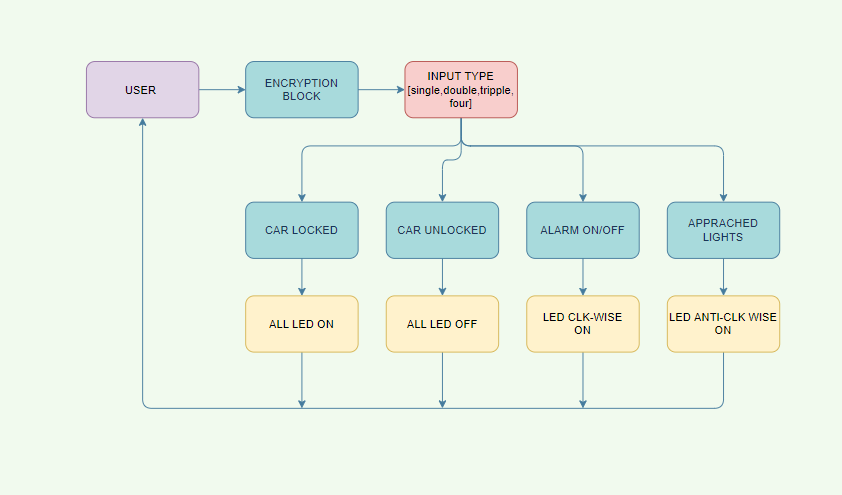 USER
ENCRYPTION
BLOCK
INPUT TYPE
[single,double,tripple,
four]
CAR LOCKED
CAR UNLOCKED
ALARM ON/OFF
APPRACHED
LIGHTS
ALL LED ON
ALL LED OFF
LED CLK-WISE
ON
LED ANTI-CLK WISE
ON